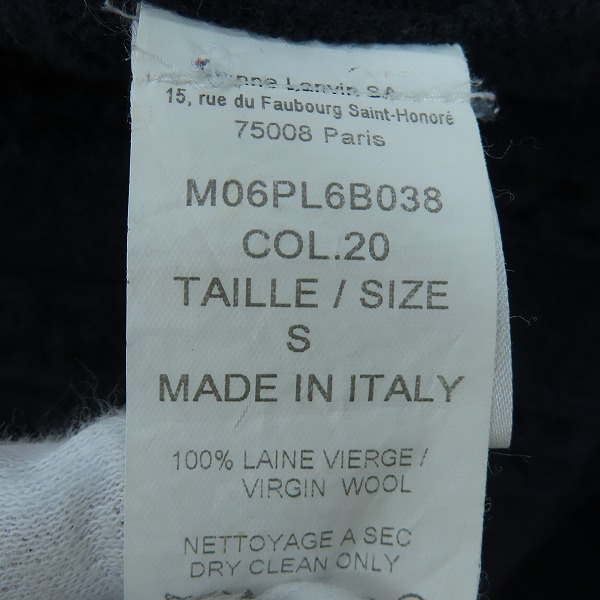 Lanvin SA
15, rue du Faubourg Saint-Honoré
75008 Paris
M06PL6B038
COL.20
TAILLE / SIZE
S
MADE IN ITALY
100% LAINE VIERGE /
VIRGIN WOOL
NETTOYAGE A SEC
DRY CLEAN ONLY